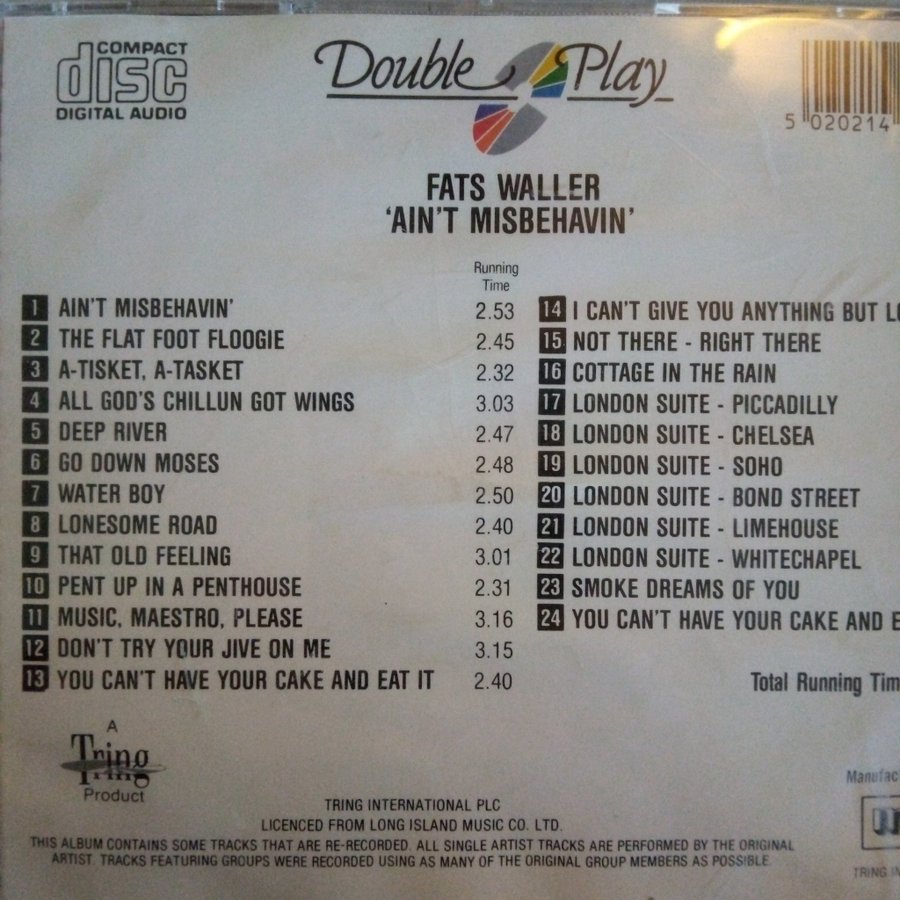 COMPACT
disc
DIGITAL AUDIO
Double Play
5 020214
FATS WALLER
'AIN'T MISBEHAVIN'
Running
Time
1 AIN'T MISBEHAVIN' 2.53
2 THE FLAT FOOT FLOOGIE 2.45
3 A-TISKET, A-TASKET 2.32
4 ALL GOD'S CHILLUN GOT WINGS 3.03
5 DEEP RIVER 2.47
6 GO DOWN MOSES 2.48
7 WATER BOY 2.50
8 LONESOME ROAD 2.40
9 THAT OLD FEELING 3.01
10 PENT UP IN A PENTHOUSE 2.31
11 MUSIC, MAESTRO, PLEASE 3.16
12 DON'T TRY YOUR JIVE ON ME 3.15
13 YOU CAN'T HAVE YOUR CAKE AND EAT IT 2.40
14 I CAN'T GIVE YOU ANYTHING BUT
15 NOT THERE - RIGHT THERE
16 COTTAGE IN THE RAIN
17 LONDON SUITE - PICCADILLY
18 LONDON SUITE - CHELSEA
19 LONDON SUITE - SOHO
20 LONDON SUITE - BOND STREET
21 LONDON SUITE - LIMEHOUSE
22 LONDON SUITE - WHITECHAPEL
23 SMOKE DREAMS OF YOU
24 YOU CAN'T HAVE YOUR CAKE AND
Total Running
A
Tring
Product
TRING INTERNATIONAL PLC
LICENCED FROM LONG ISLAND MUSIC CO. LTD.
THIS ALBUM CONTAINS SOME TRACKS THAT ARE RE-RECORDED. ALL SINGLE ARTIST TRACKS ARE PERFORMED BY THE ORIGINAL
ARTIST. TRACKS FEATURING GROUPS WERE RECORDED USING AS MANY OF THE ORIGINAL GROUP MEMBERS AS POSSIBLE.
TRING